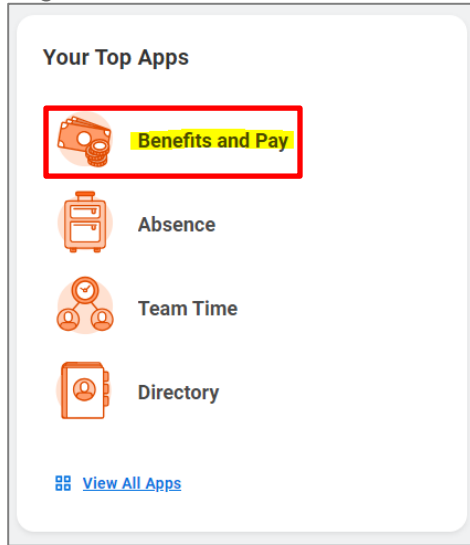 Your Top Apps
Benefits and Pay
Absence
Team Time
Directory
View All Apps